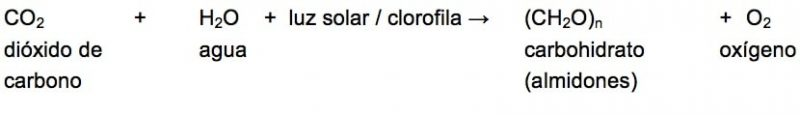 CO₂ + H₂O + luz solar / clorofila → (CH₂O)ₙ + O₂
dióxido de agua carbohidrato oxígeno
carbono (almidones)